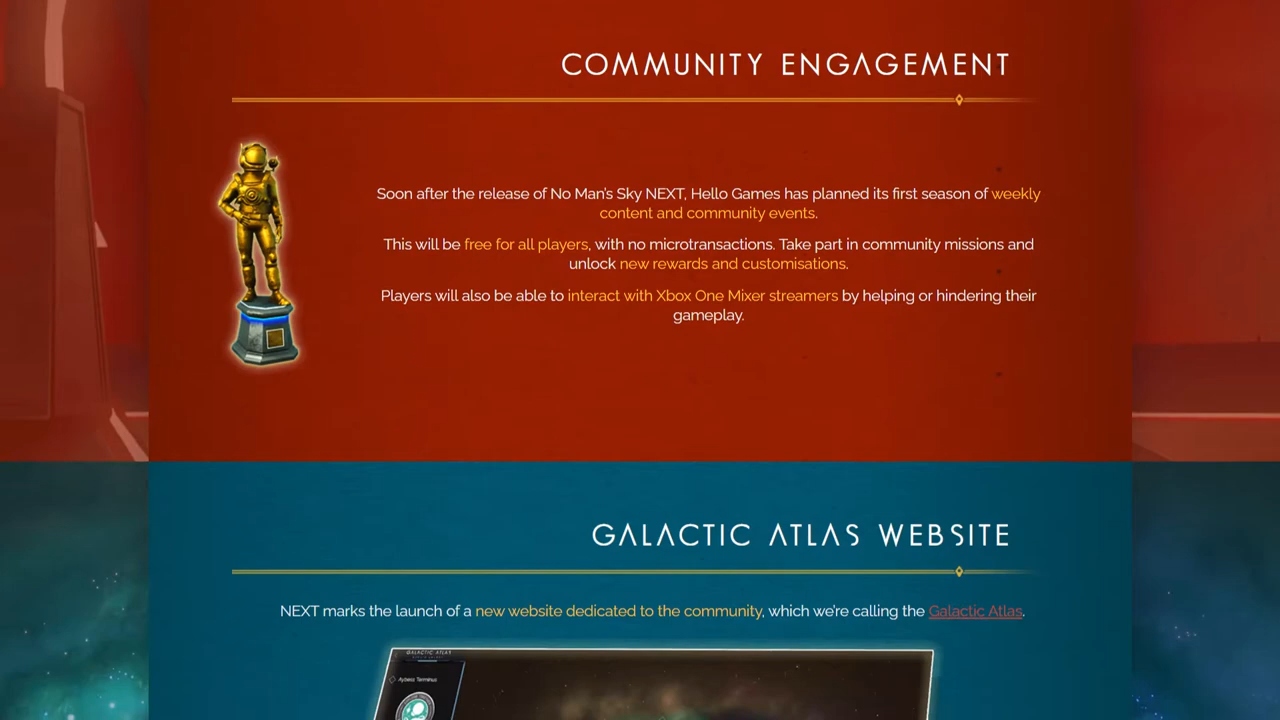 COMMUNITY ENGAGEMENT
Soon after the release of No Man's Sky NEXT, Hello Games has planned its first season of weekly
content and community events.
This will be free for all players, with no microtransactions. Take part in community missions and
unlock new rewards and customisations.
Players will also be able to interact with Xbox One Mixer streamers by helping or hindering their
gameplay.
GALACTIC ATLAS WEBSITE
NEXT marks the launch of a new website dedicated to the community, which we're calling the Galactic Atlas.
GALACTIC ATLAS